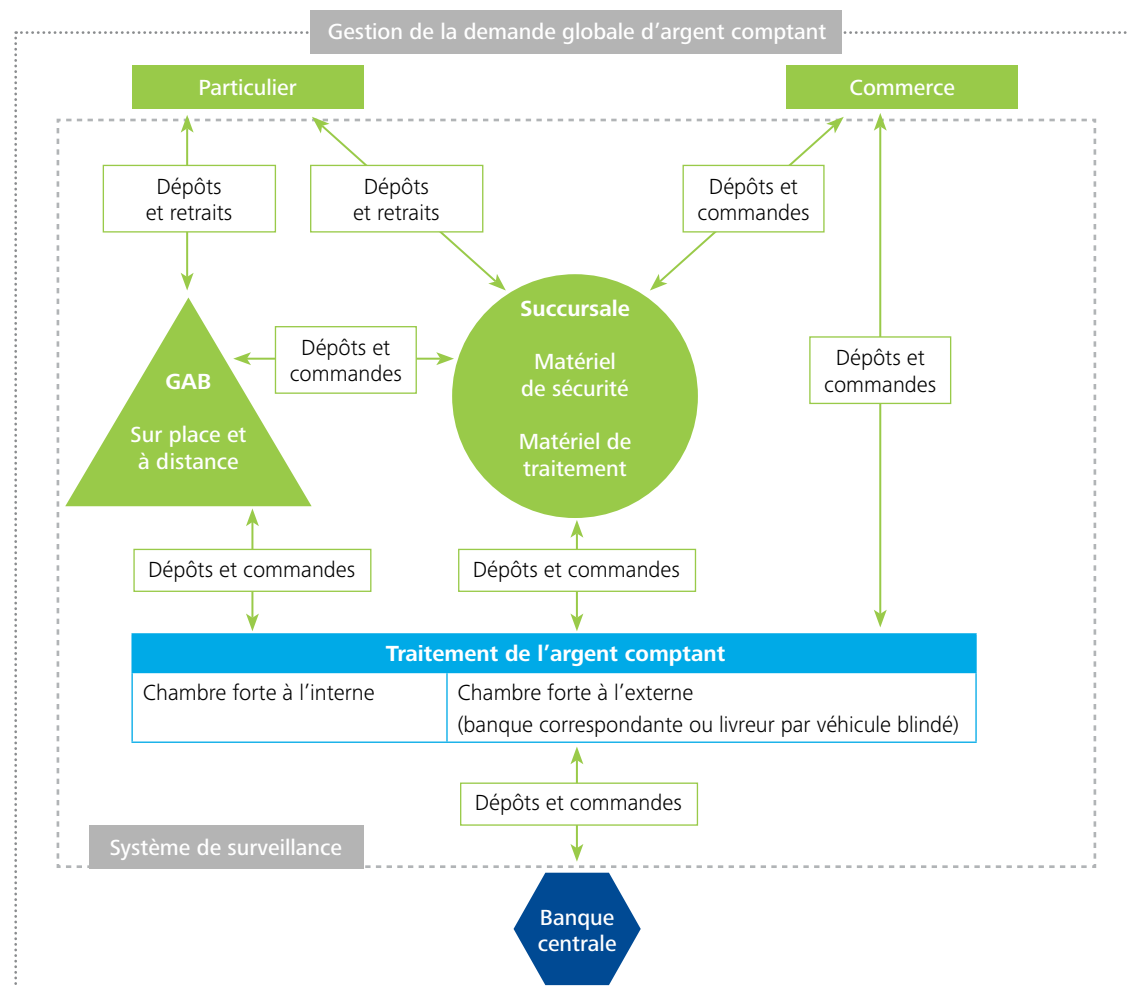 Gestion de la demande globale d’argent comptant
Particulier
Commerce
Dépôts
et retraits
Dépôts
et retraits
Dépôts et
commandes
Succursale
Matériel
de sécurité
Matériel de
traitement
Dépôts et
commandes
Dépôts et
commandes
GAB
Sur place et
à distance
Dépôts et commandes
Dépôts et commandes
Traitement de l’argent comptant
Chambre forte à l’interne
Chambre forte à l’externe
(banque correspondante ou livreur par véhicule blindé)
Dépôts et commandes
Système de surveillance
Banque
centrale